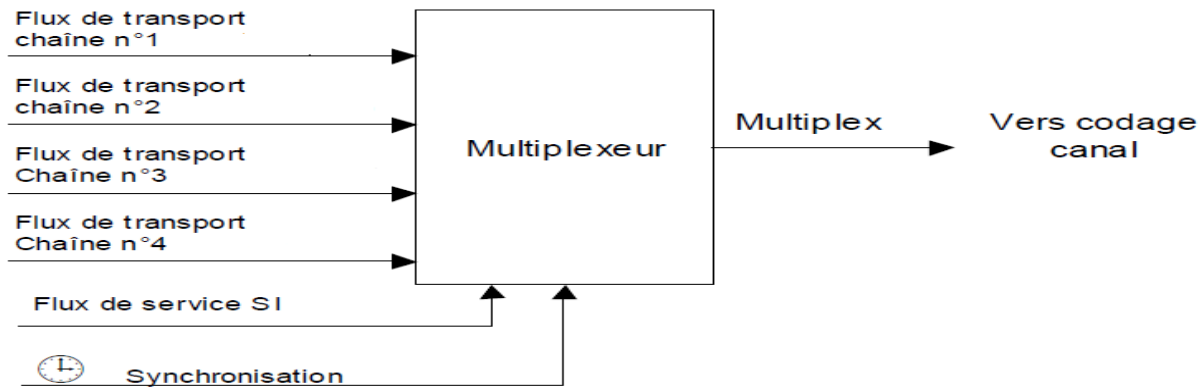 Flux de transport
chaîne n°1
Flux de transport
chaîne n°2
Flux de transport
Chaîne n°3
Flux de transport
Chaîne n°4
Multiplexeur
Multiplex
Vers codage
canal
Flux de service SI
Synchronisation